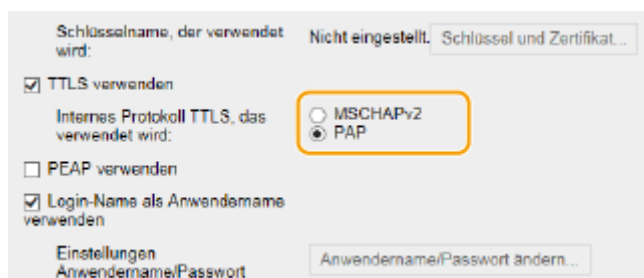 Schlüsselname, der verwendet
wird:
Nicht eingestellt. Schlüssel und Zertifikat...
TTLS verwenden
Internes Protokoll TTLS, das
verwendet wird:
MSCHAPv2
PAP
PEAP verwenden
Login-Name als Anwendername
verwenden
Einstellungen
Anwendername/Passwort
Anwendername/Passwort ändern...